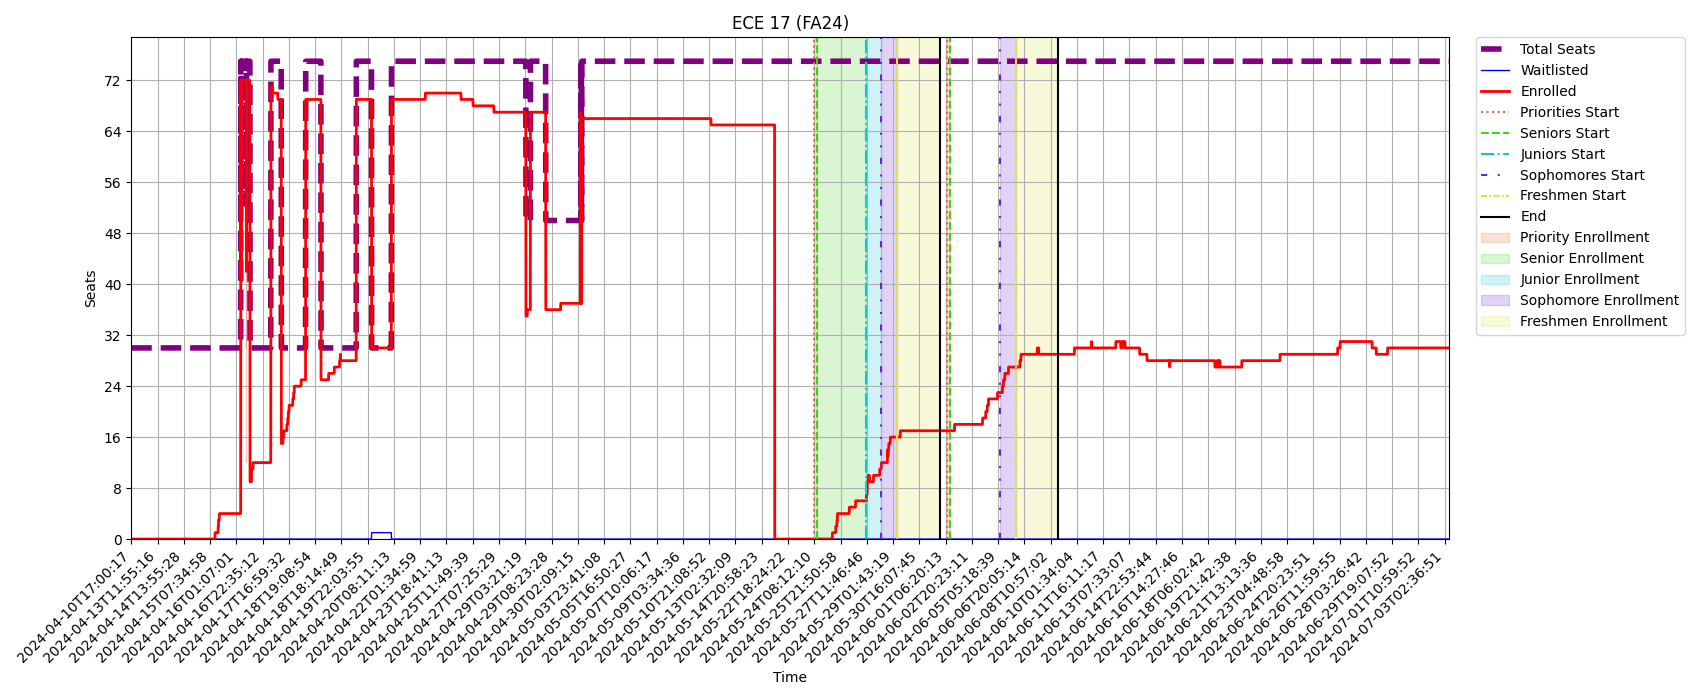 ECE 17 (FA24)
Total Seats
Waitlisted
Enrolled
Priorities Start
Seniors Start
Juniors Start
Sophomores Start
Freshmen Start
End
Priority Enrollment
Senior Enrollment
Junior Enrollment
Sophomore Enrollment
Freshmen Enrollment
Seats
72
64
56
48
40
32
24
16
8
0
2024-04-10T17:00:17
2024-04-13T11:55:16
2024-04-14T13:55:28
2024-04-15T07:34:58
2024-04-16T01:07:01
2024-04-16T22:35:12
2024-04-17T16:59:32
2024-04-18T19:08:54
2024-04-18T18:14:49
2024-04-19T22:03:55
2024-04-20T08:11:13
2024-04-22T01:34:59
2024-04-23T18:41:13
2024-04-25T11:49:39
2024-04-27T07:25:29
2024-04-29T02:21:19
2024-04-29T08:23:28
2024-04-30T02:09:15
2024-05-03T23:41:08
2024-05-05T16:50:27
2024-05-07T10:06:17
2024-05-09T03:34:36
2024-05-10T21:08:52
2024-05-13T02:32:09
2024-05-14T20:58:23
2024-05-22T18:24:22
2024-05-24T08:12:10
2024-05-25T21:50:58
2024-05-27T11:46:46
2024-05-29T01:43:19
2024-05-30T16:07:45
2024-06-01T06:20:13
2024-06-02T20:23:11
2024-06-05T05:18:39
2024-06-06T20:05:14
2024-06-08T10:57:02
2024-06-10T01:34:04
2024-06-11T16:11:17
2024-06-13T07:33:07
2024-06-14T22:53:44
2024-06-16T14:27:46
2024-06-18T06:02:42
2024-06-19T21:42:38
2024-06-21T13:13:36
2024-06-23T04:48:58
2024-06-24T20:23:51
2024-06-26T11:59:55
2024-06-28T03:26:42
2024-06-29T19:07:52
2024-07-01T10:59:52
2024-07-03T02:36:51
Time